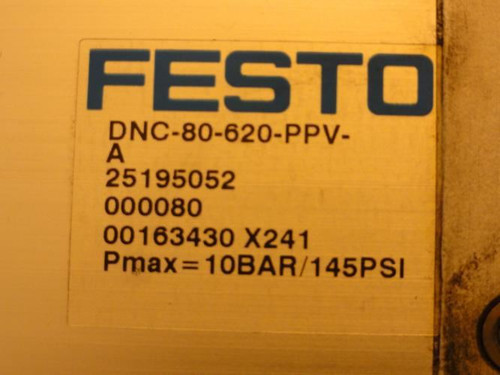 FESTO
DNC-80-620-PPV-
A
25195052
000080
00163430 X241
Pmax=10BAR/145PSI